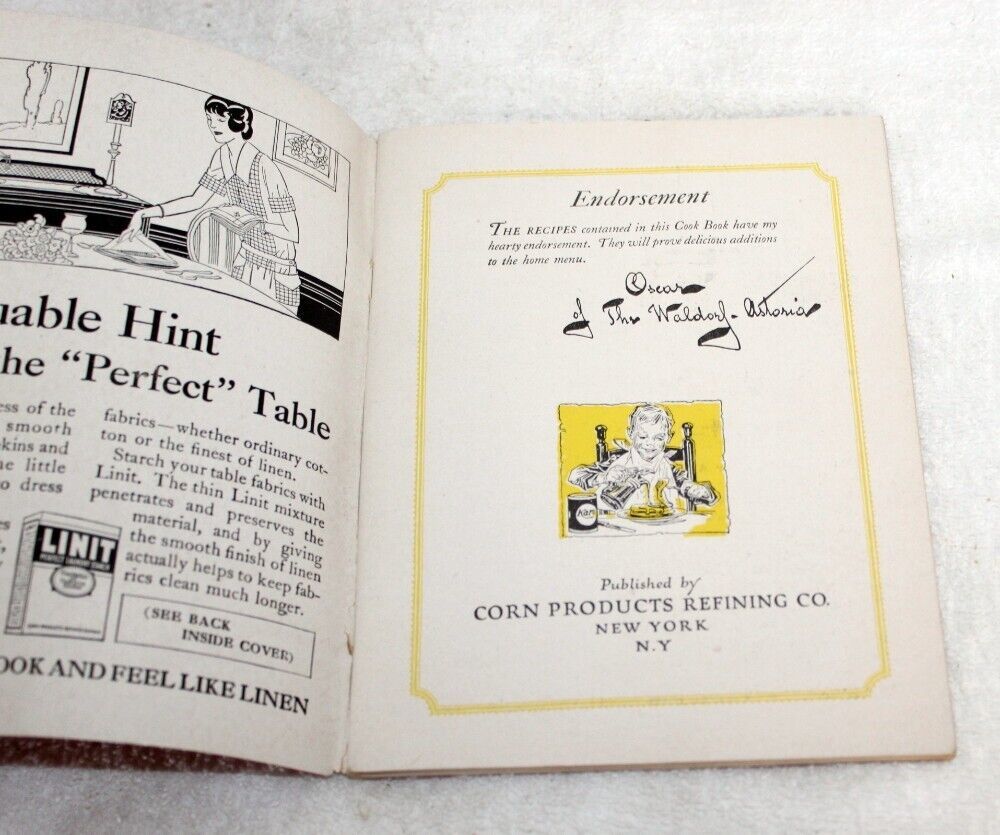 uable Hint
he "Perfect" Table
ess of the
smooth
kins and
e little
o dress
fabrics—whether ordinary cot-
ton or the finest of linen.
Starch your table fabrics with
Linit. The thin Linit mixture
penetrates and preserves the
material, and by giving
the smooth finish of linen
actually helps to keep fab-
rics clean much longer.
LINIT
(SEE BACK
INSIDE COVER)
OOK AND FEEL LIKE LINEN
Endorsement
THE RECIPES contained in this Cook Book have my
hearty endorsement. They will prove delicious additions
to the home menu.
Oscar
of The Waldorf-Astoria
Karo
Published by
CORN PRODUCTS REFINING CO.
NEW YORK
N.Y